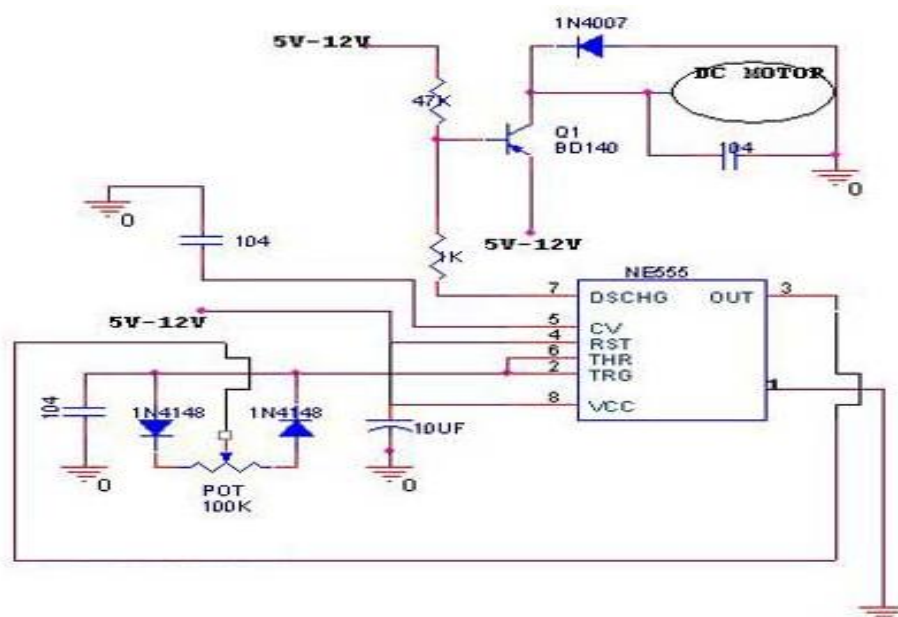 1N4007
5V-12V
DC MOTOR
47K
Q1
BD140
104
0
0
104
5V-12V
1K
NE555
7
DSCHG
OUT
3
5V-12V
5
CV
4
RST
6
THR
2
TRG
1
104
1N4148
1N4148
8
VCC
10UF
0
0
POT
100K